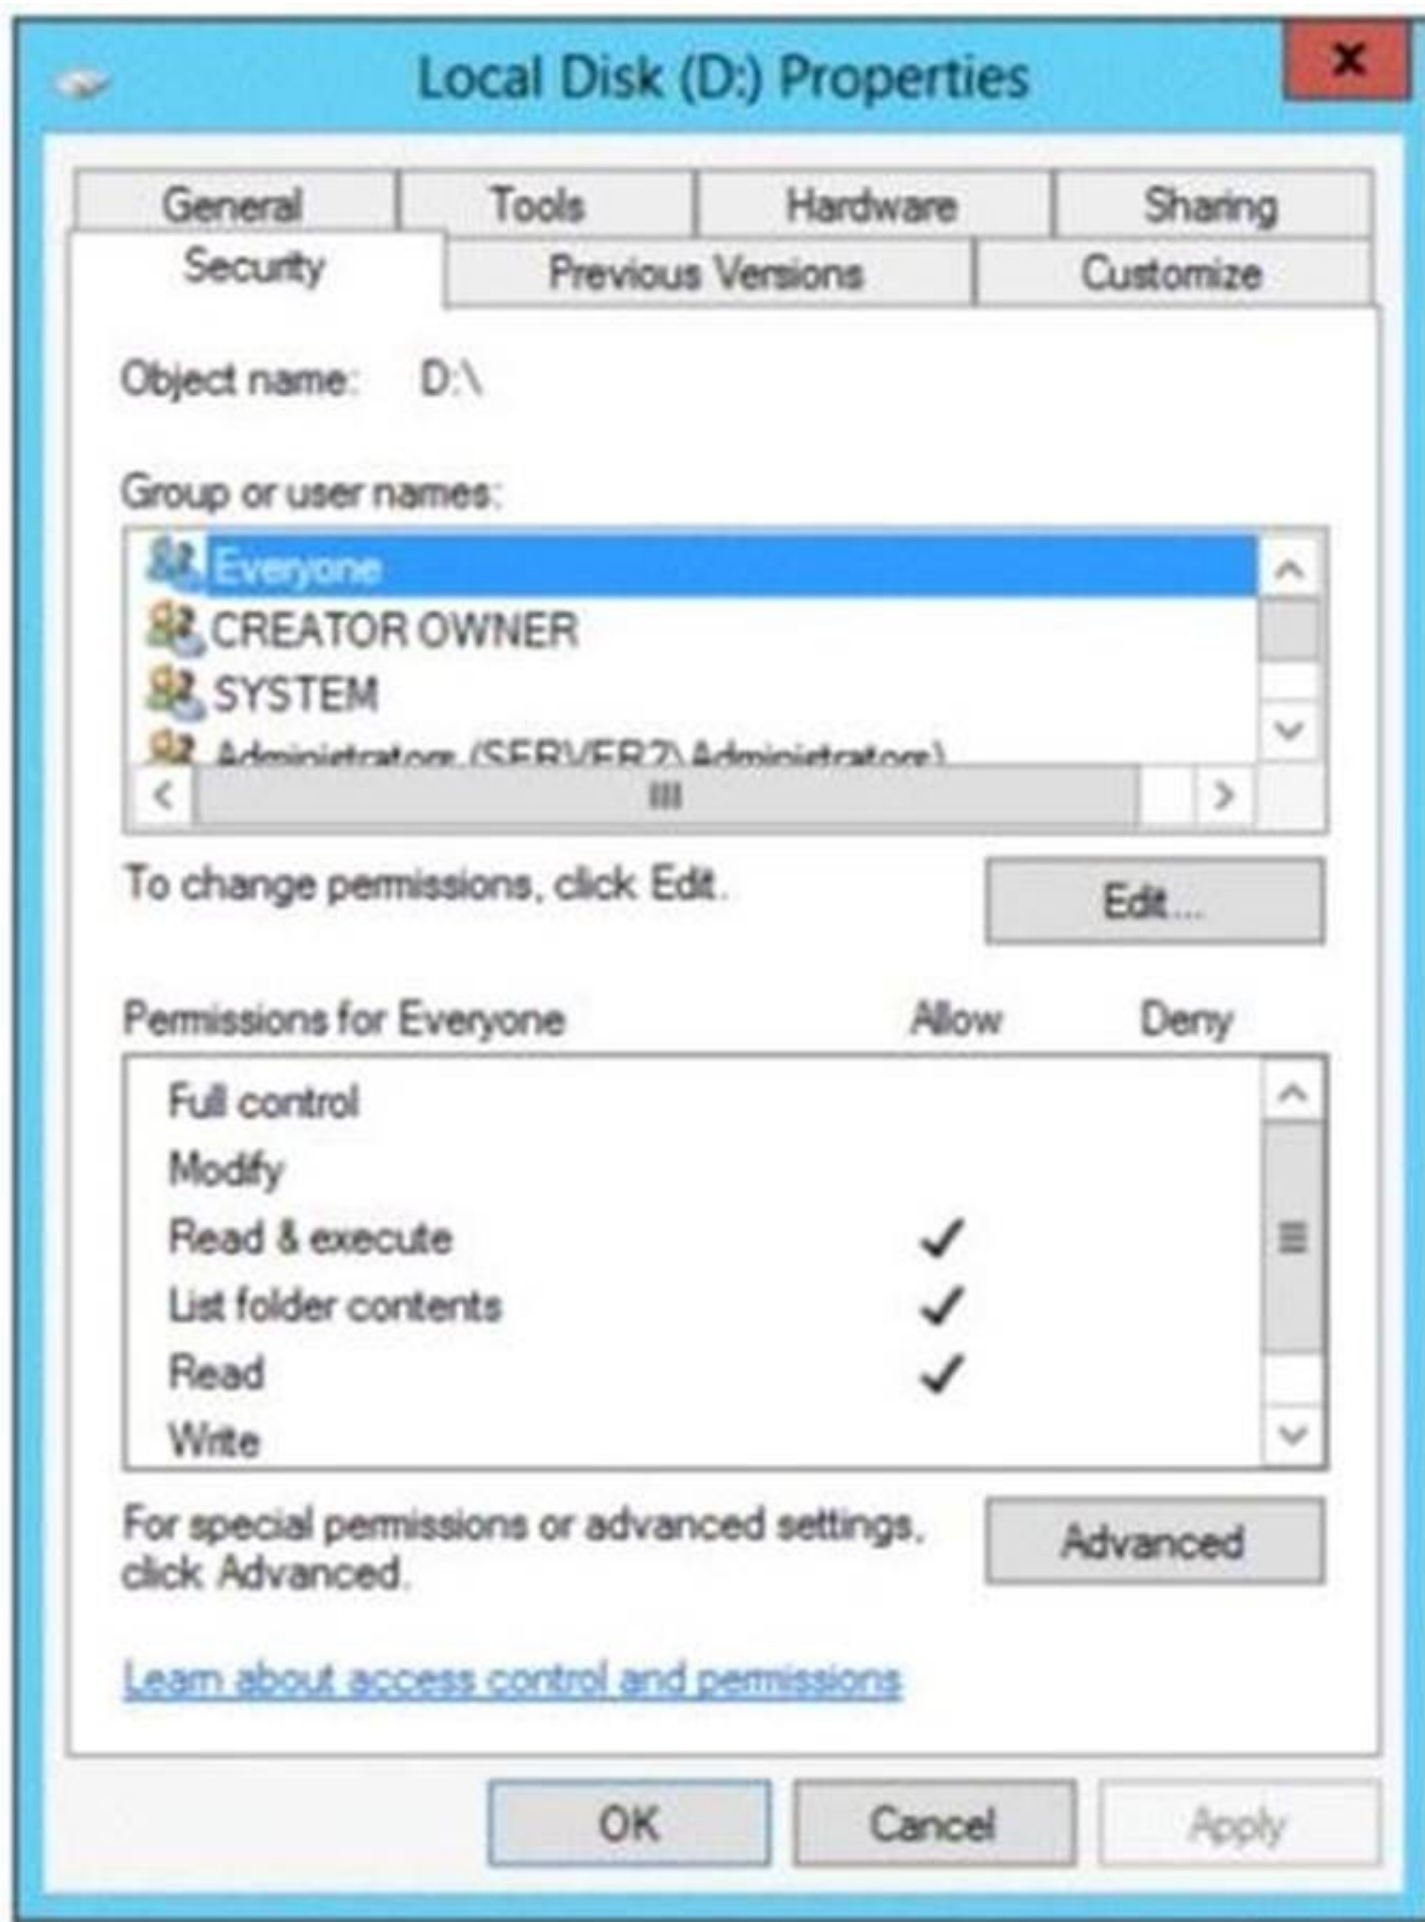 Local Disk (D:) Properties
General Tools Hardware Sharing
Security Previous Versions Customize
Object name: D:\
Group or user names:
Everyone
CREATOR OWNER
SYSTEM
Administrators (SERVER2\Administrators)
To change permissions, click Edit.
Edit...
Permissions for Everyone Allow Deny
Full control
Modify
Read & execute
List folder contents
Read
Write
For special permissions or advanced settings,
click Advanced.
Advanced
Learn about access control and permissions
OK Cancel Apply